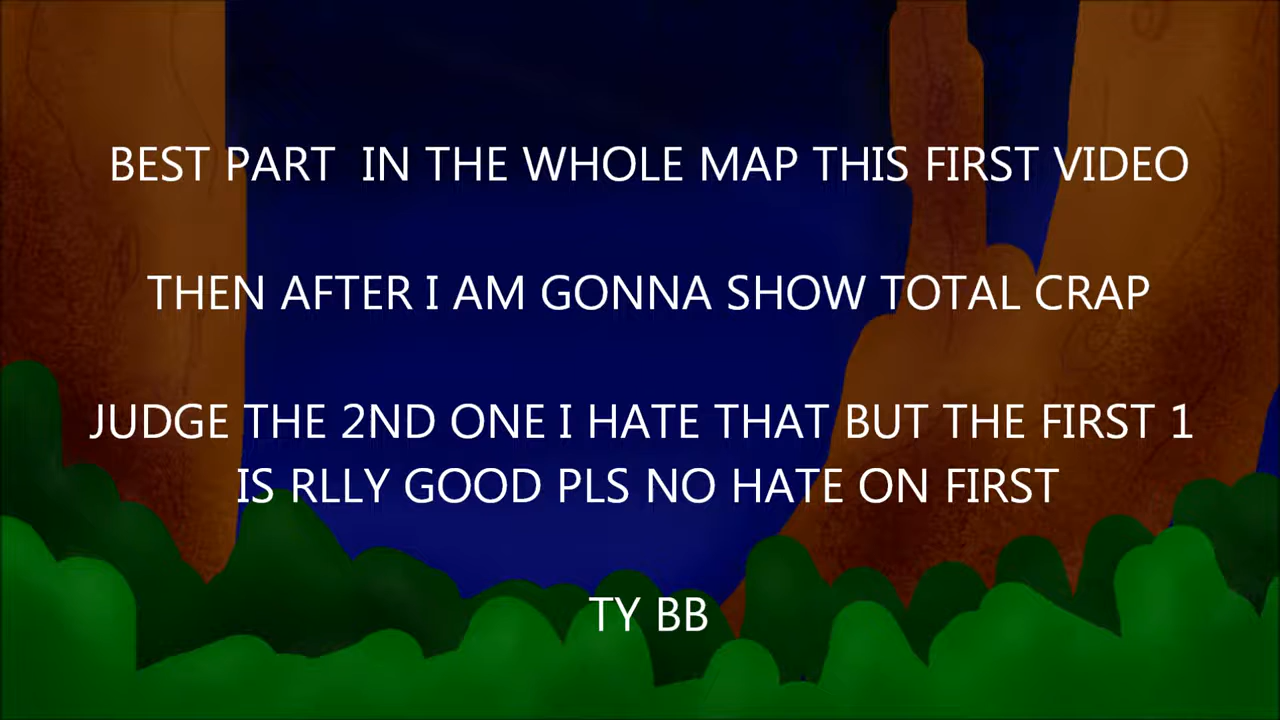 BEST PART  IN THE WHOLE MAP THIS FIRST VIDEO
THEN AFTER I AM GONNA SHOW TOTAL CRAP
JUDGE THE 2ND ONE I HATE THAT BUT THE FIRST 1
IS RLLY GOOD PLS NO HATE ON FIRST
TY BB